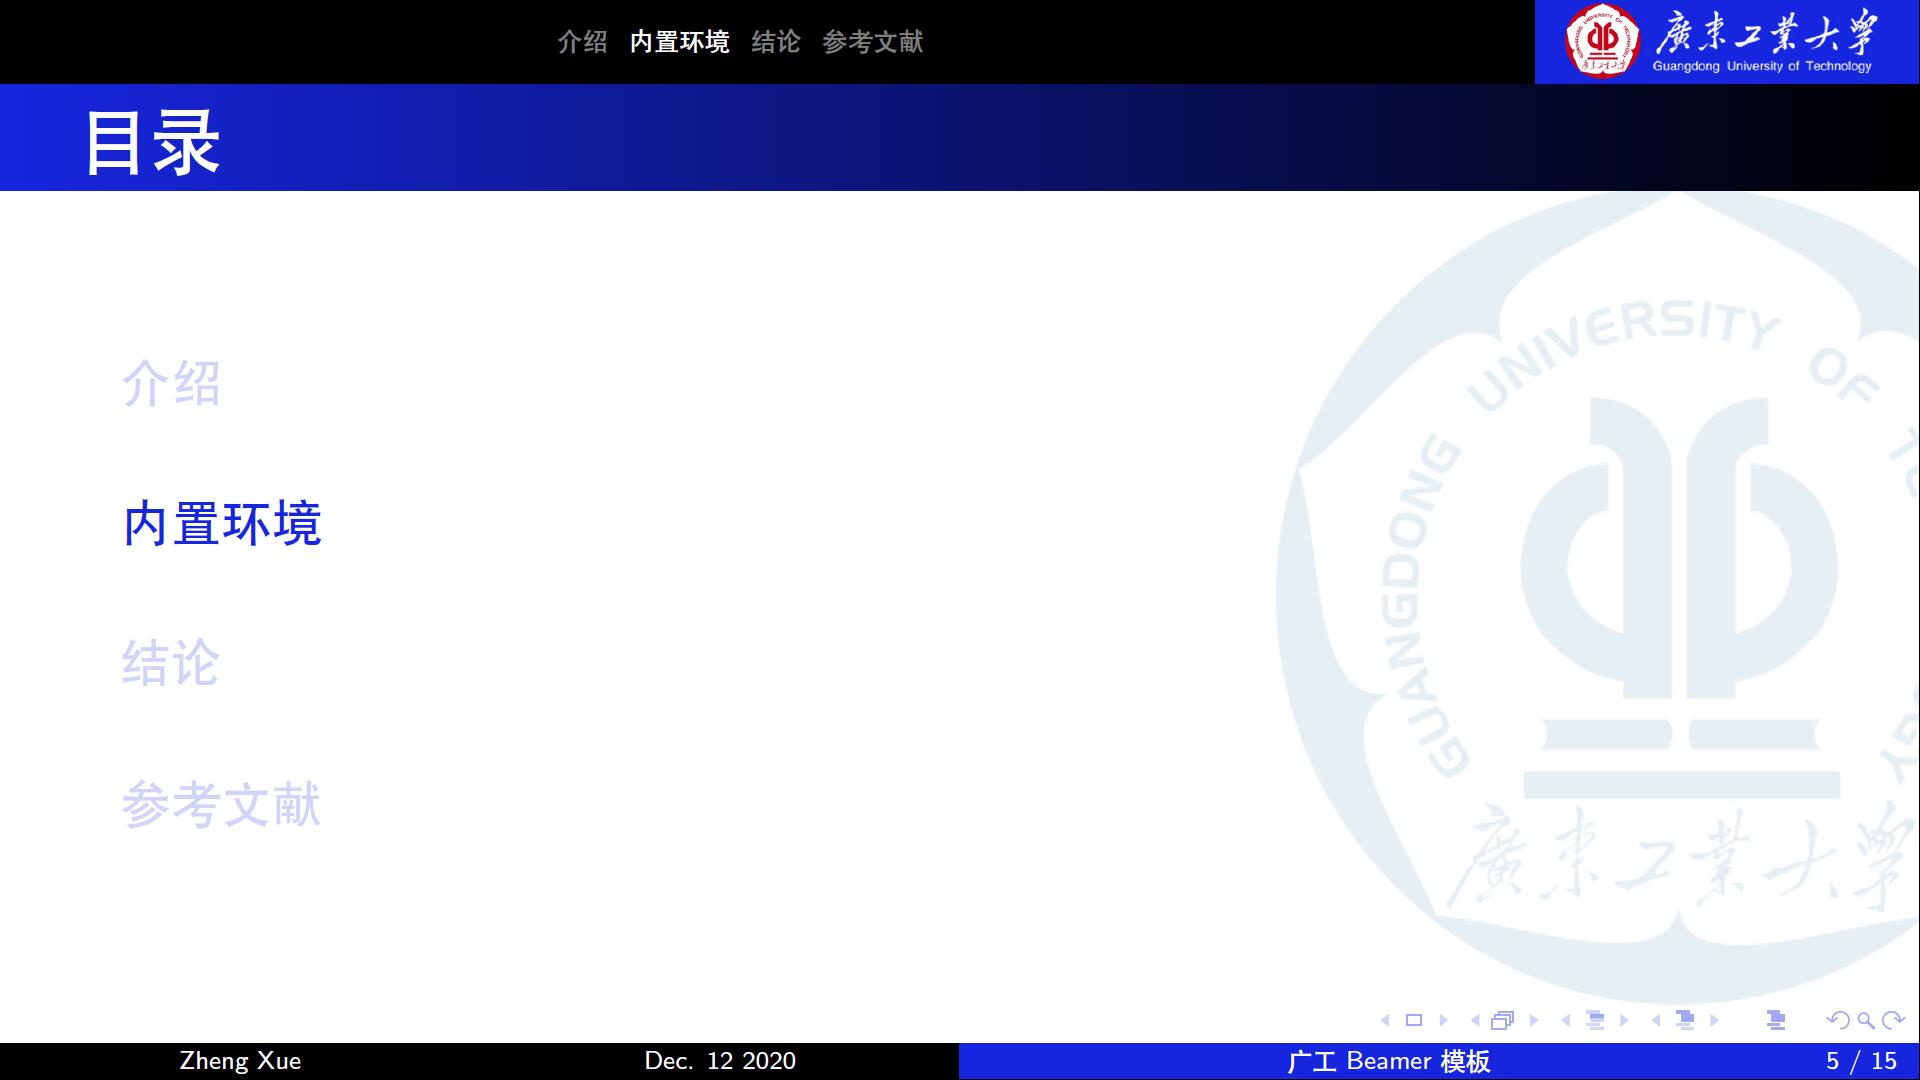 介绍 内置环境 结论 参考文献
廣東工業大學
Guangdong University of Technology
目录
介绍
内置环境
结论
参考文献
GUANGDONG UNIVERSITY OF
廣東工業大學
Zheng Xue
Dec. 12 2020
广工 Beamer 模板
5 / 15